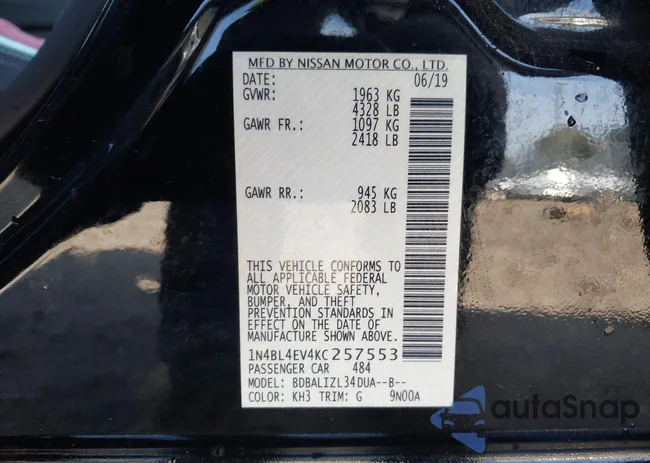 MFD BY NISSAN MOTOR CO., LTD.
DATE: 06/19
GVWR: 1963 KG
4328 LB
GAWR FR.: 1097 KG
2418 LB
GAWR RR.: 945 KG
2083 LB
THIS VEHICLE CONFORMS TO
ALL APPLICABLE FEDERAL
MOTOR VEHICLE SAFETY,
BUMPER, AND THEFT
PREVENTION STANDARDS IN
EFFECT ON THE DATE OF
MANUFACTURE SHOWN ABOVE.
1N4BL4EV4KC257553
PASSENGER CAR 484
MODEL: BDBALIZL34DUA--B--
COLOR: KH3 TRIM: G 9N00A
autoSnap